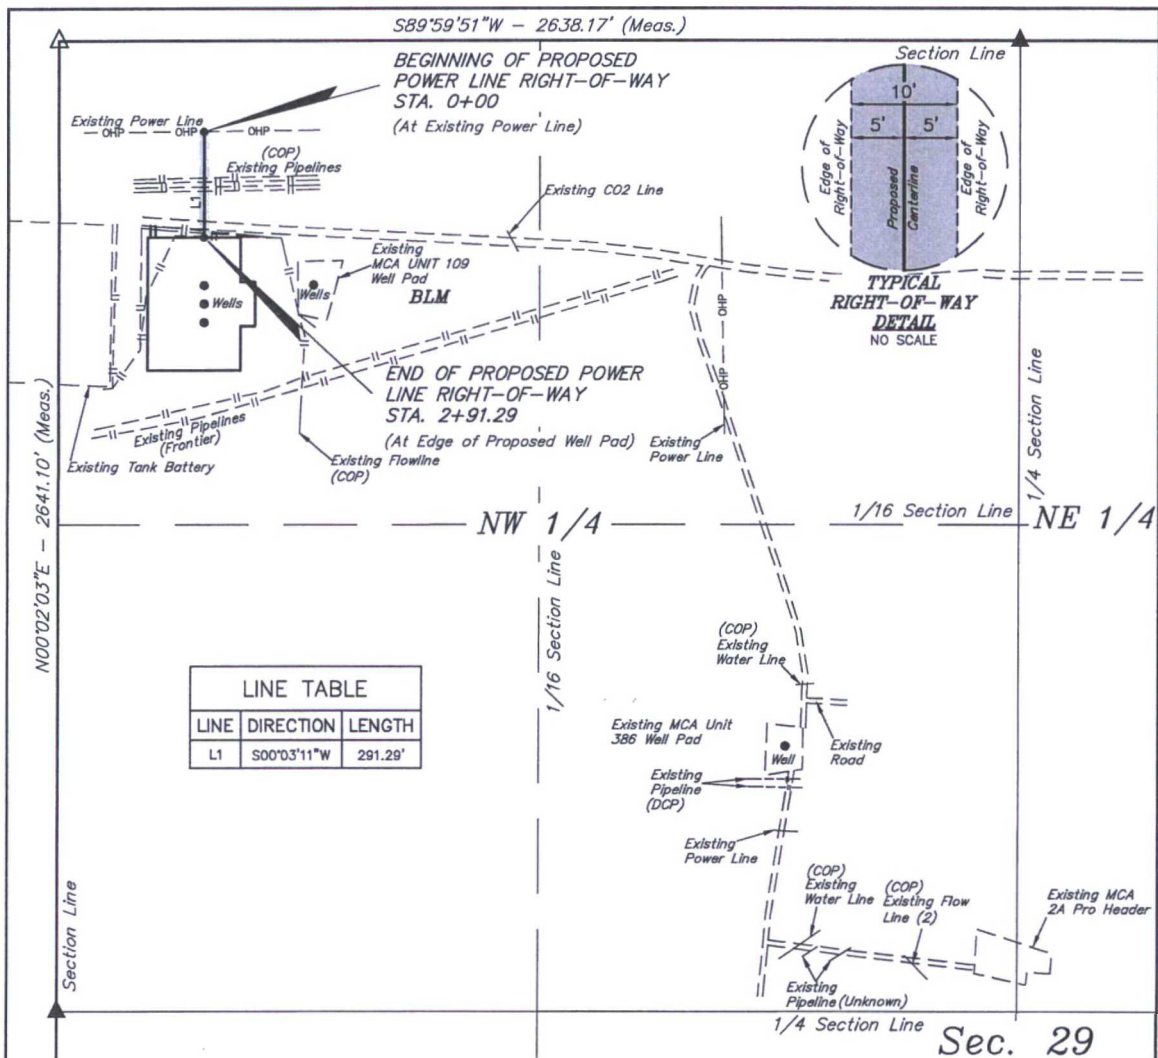 S89°59'51"W – 2638.17' (Meas.)
BEGINNING OF PROPOSED
POWER LINE RIGHT-OF-WAY
STA. 0+00
(At Existing Power Line)
Section Line
10'
5' 5'
Edge of
Right-of-Way
Proposed
Centerline
Edge of
Right-of-Way
TYPICAL
RIGHT-OF-WAY
DETAIL
NO SCALE
Existing Power Line
OHP OHP OHP
(COP)
Existing Pipelines
L1
Existing CO2 Line
Existing
MCA UNIT 109
Well Pad
Wells
Wells
BLM
OHP
OHP
END OF PROPOSED POWER
LINE RIGHT-OF-WAY
STA. 2+91.29
(At Edge of Proposed Well Pad)
Existing Pipelines
(Frontier)
Existing Tank Battery
Existing Flowline
(COP)
Existing
Power Line
1/4 Section Line
N00°02'03"E – 2641.10' (Meas.)
NW 1/4
1/16 Section Line
NE 1/4
1/16 Section Line
(COP)
Existing
Water Line
LINE TABLE
LINE DIRECTION LENGTH
L1 S00°03'11"W 291.29'
Existing MCA Unit
386 Well Pad
Well
Existing
Road
Existing
Pipeline
(DCP)
Existing
Power Line
(COP)
Existing
Water Line
(COP)
Existing Flow
Line (2)
Existing MCA
2A Pro Header
Section Line
Existing
Pipeline (Unknown)
1/4 Section Line
Sec. 29